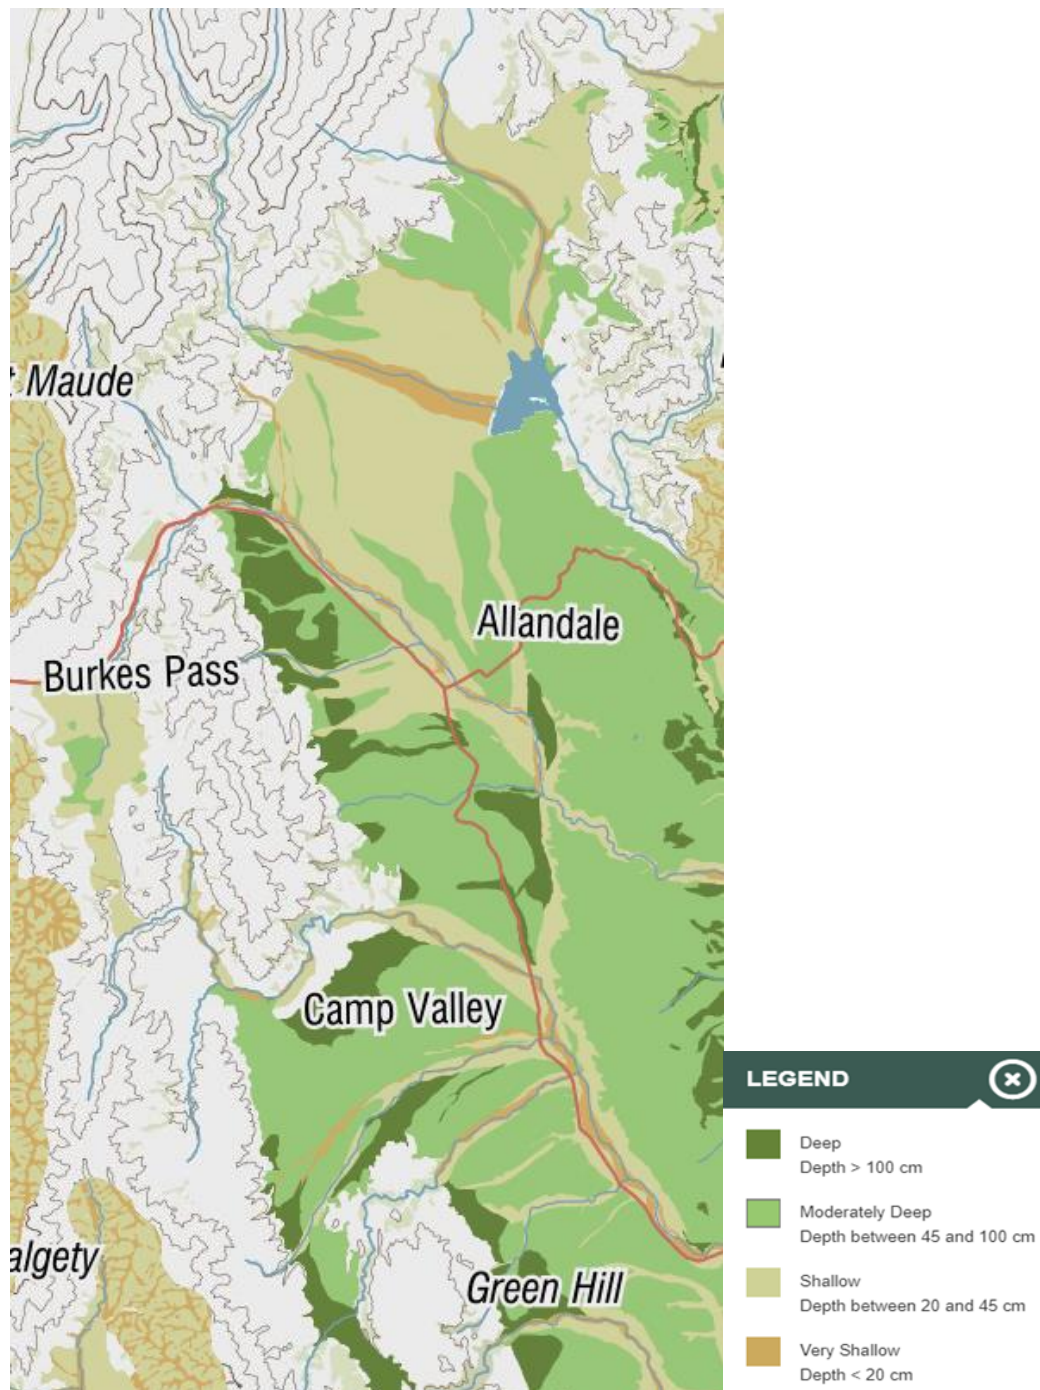 t Maude
Allandale
Burkes Pass
Camp Valley
algety
Green Hill
LEGEND
Deep
Depth > 100 cm
Moderately Deep
Depth between 45 and 100 cm
Shallow
Depth between 20 and 45 cm
Very Shallow
Depth < 20 cm